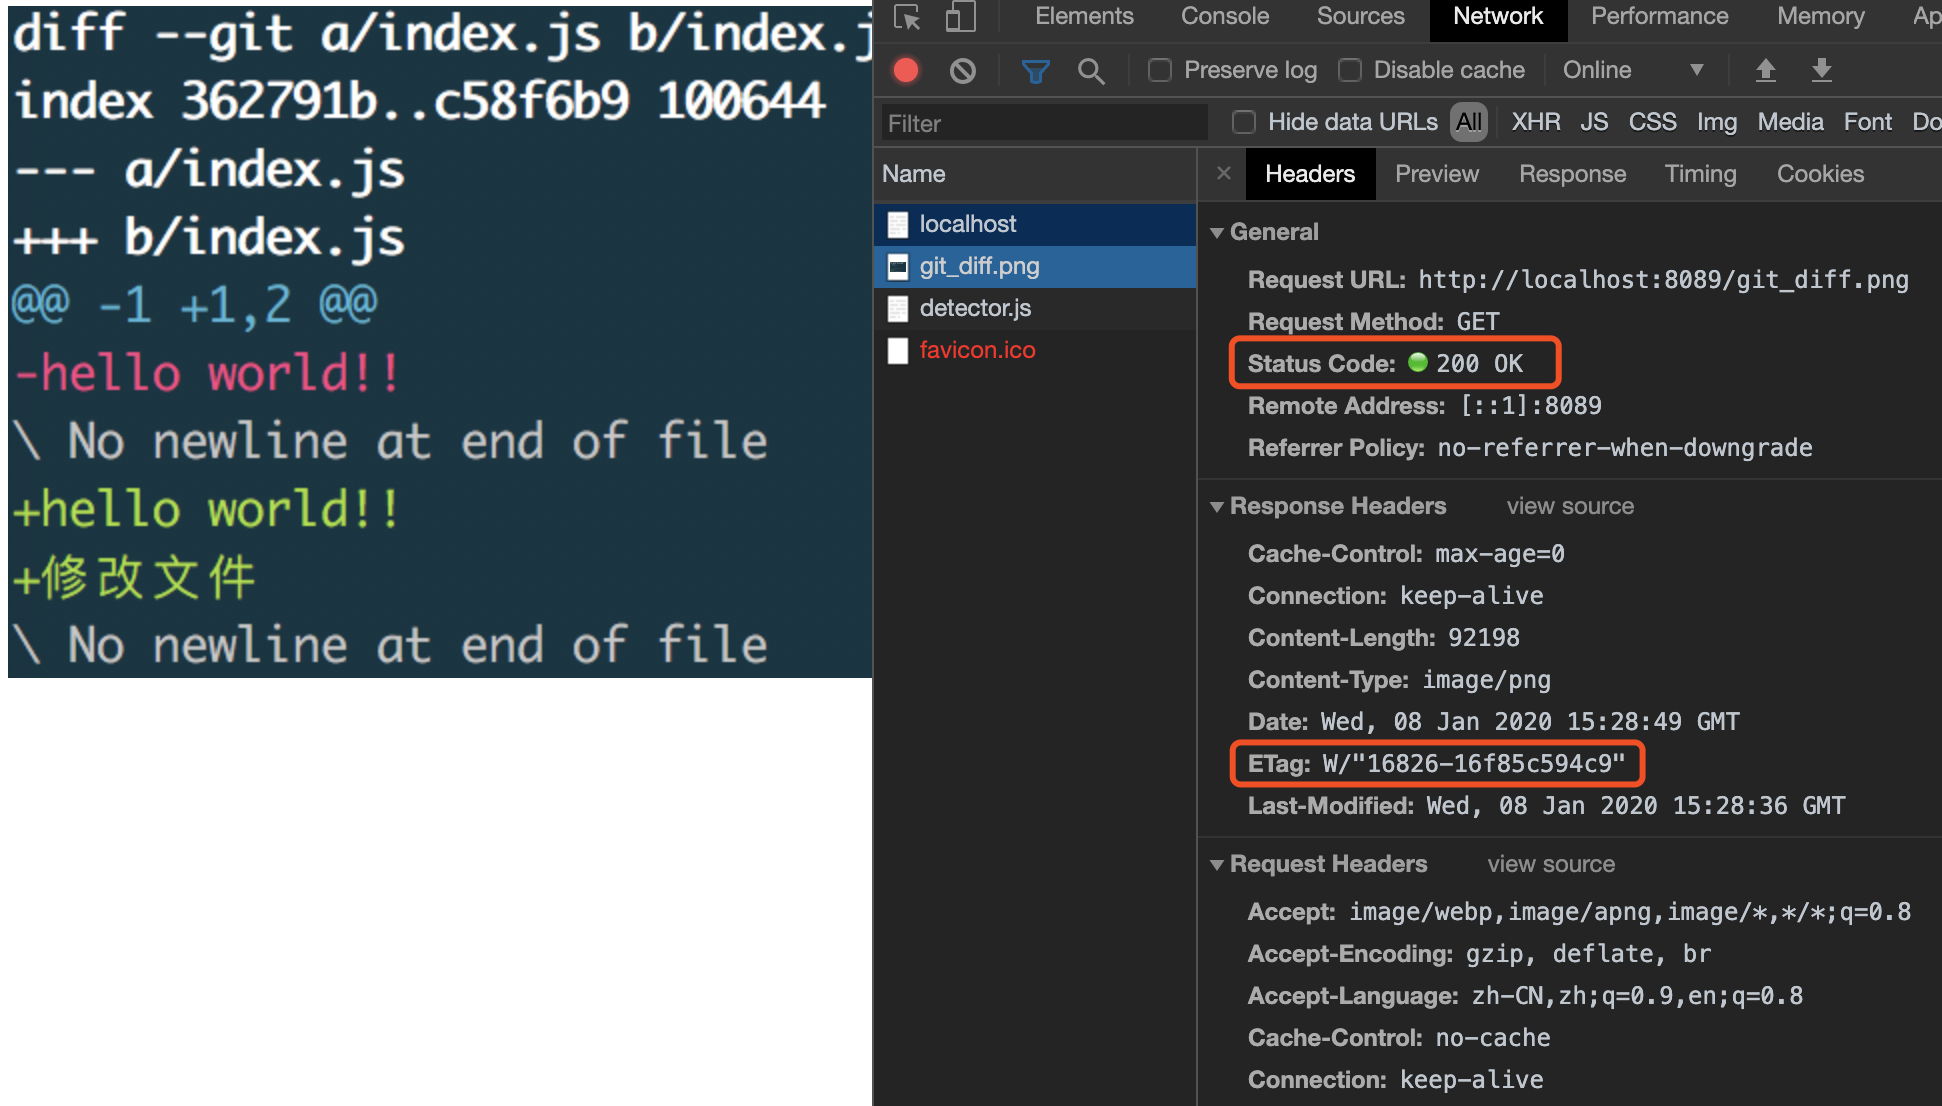 diff --git a/index.js b/index.j
index 362791b..c58f6b9 100644
--- a/index.js
+++ b/index.js
@@ -1 +1,2 @@
-hello world!!
\ No newline at end of file
+hello world!!
+修改文件
\ No newline at end of file
Elements Console Sources Network Performance Memory Ap
Preserve log Disable cache Online
Filter Hide data URLs All XHR JS CSS Img Media Font Do
Name
localhost
git_diff.png
detector.js
favicon.ico
× Headers Preview Response Timing Cookies
General
Request URL: http://localhost:8089/git_diff.png
Request Method: GET
Status Code: 200 OK
Remote Address: [::1]:8089
Referrer Policy: no-referrer-when-downgrade
Response Headers view source
Cache-Control: max-age=0
Connection: keep-alive
Content-Length: 92198
Content-Type: image/png
Date: Wed, 08 Jan 2020 15:28:49 GMT
ETag: W/"16826-16f85c594c9"
Last-Modified: Wed, 08 Jan 2020 15:28:36 GMT
Request Headers view source
Accept: image/webp,image/apng,image/*,*/*;q=0.8
Accept-Encoding: gzip, deflate, br
Accept-Language: zh-CN,zh;q=0.9,en;q=0.8
Cache-Control: no-cache
Connection: keep-alive